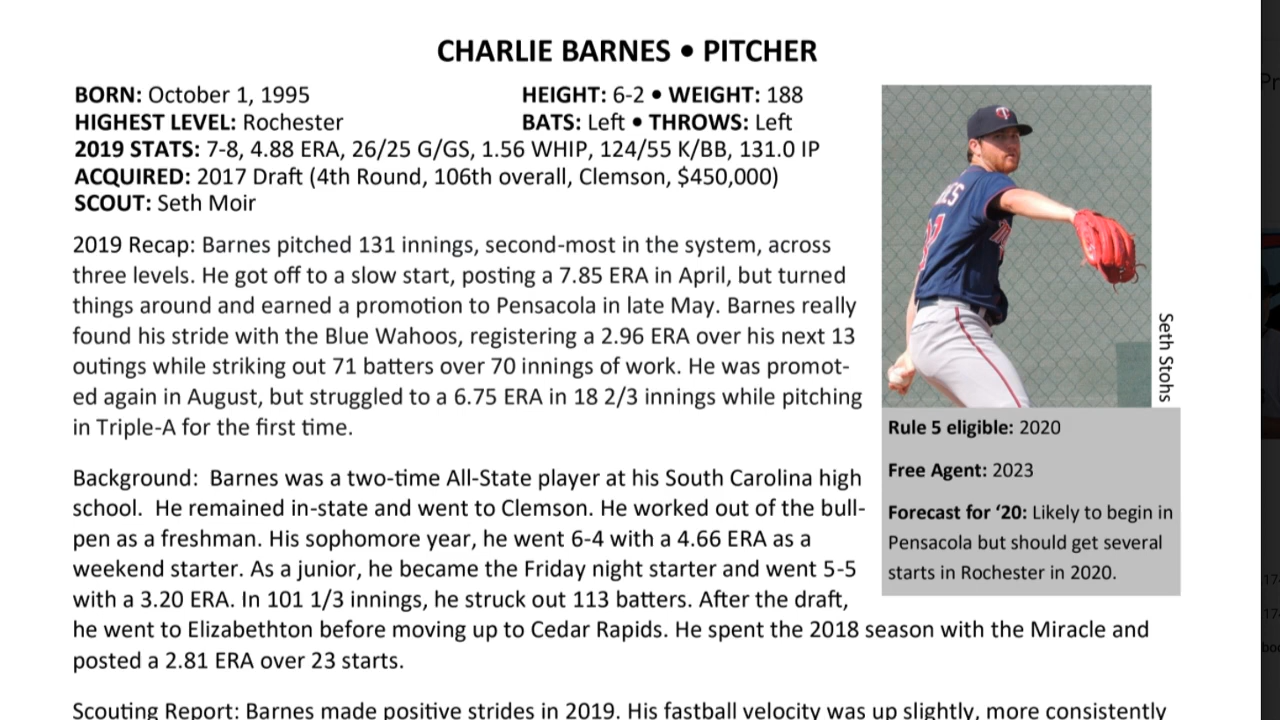 CHARLIE BARNES • PITCHER
BORN: October 1, 1995
HEIGHT: 6-2 • WEIGHT: 188
HIGHEST LEVEL: Rochester
BATS: Left • THROWS: Left
2019 STATS: 7-8, 4.88 ERA, 26/25 G/GS, 1.56 WHIP, 124/55 K/BB, 131.0 IP
ACQUIRED: 2017 Draft (4th Round, 106th overall, Clemson, $450,000)
SCOUT: Seth Moir
2019 Recap: Barnes pitched 131 innings, second-most in the system, across
three levels. He got off to a slow start, posting a 7.85 ERA in April, but turned
things around and earned a promotion to Pensacola in late May. Barnes really
found his stride with the Blue Wahoos, registering a 2.96 ERA over his next 13
outings while striking out 71 batters over 70 innings of work. He was promot-
ed again in August, but struggled to a 6.75 ERA in 18 2/3 innings while pitching
in Triple-A for the first time.
Seth Stohs
Rule 5 eligible: 2020
Free Agent: 2023
Forecast for ‘20: Likely to begin in
Pensacola but should get several
starts in Rochester in 2020.
Background:  Barnes was a two-time All-State player at his South Carolina high
school.  He remained in-state and went to Clemson. He worked out of the bull-
pen as a freshman. His sophomore year, he went 6-4 with a 4.66 ERA as a
weekend starter. As a junior, he became the Friday night starter and went 5-5
with a 3.20 ERA. In 101 1/3 innings, he struck out 113 batters. After the draft,
he went to Elizabethton before moving up to Cedar Rapids. He spent the 2018 season with the Miracle and
posted a 2.81 ERA over 23 starts.
Scouting Report: Barnes made positive strides in 2019. His fastball velocity was up slightly, more consistently